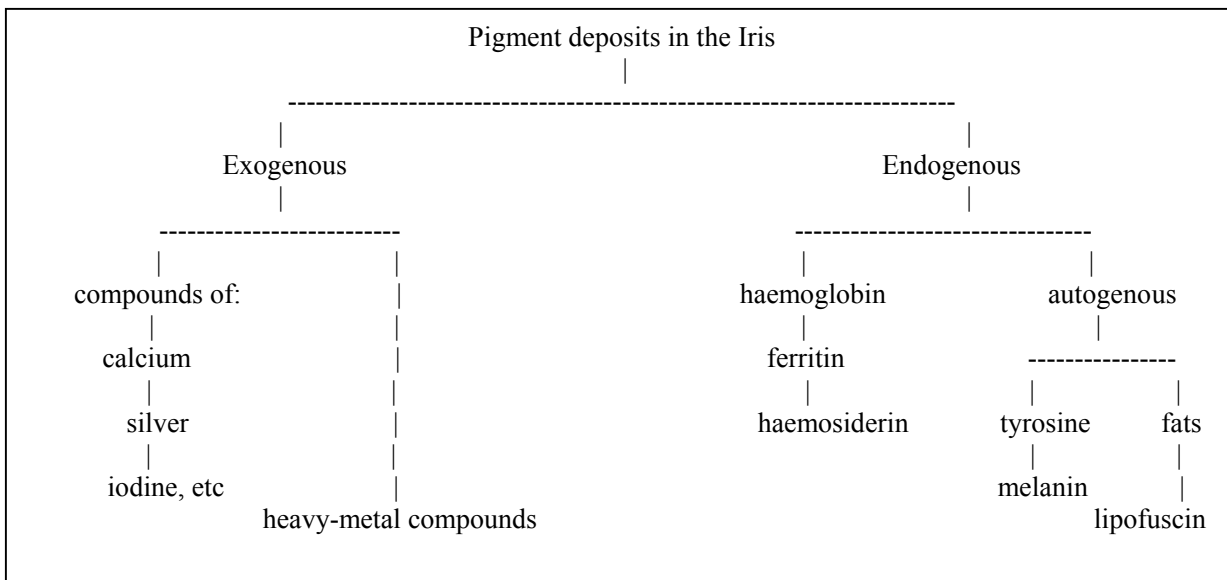 Pigment deposits in the Iris
Exogenous Endogenous
compounds of: haemoglobin autogenous
calcium ferritin
silver haemosiderin tyrosine fats
iodine, etc melanin
heavy-metal compounds lipofuscin